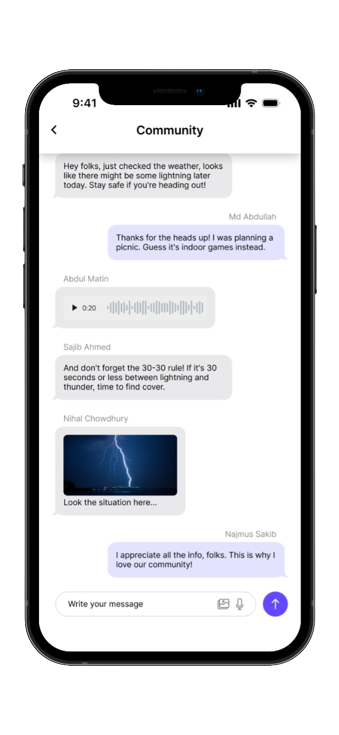 9:41
Community
Hey folks, just checked the weather, looks
like there might be some lightning later
today. Stay safe if you're heading out!
Md Abdullah
Thanks for the heads up! I was planning a
picnic. Guess it's indoor games instead.
Abdul Matin
0:20
Sajib Ahmed
And don't forget the 30-30 rule! If it's 30
seconds or less between lightning and
thunder, time to find cover.
Nihal Chowdhury
Look the situation here...
Najmus Sakib
I appreciate all the info, folks. This is why I
love our community!
Write your message